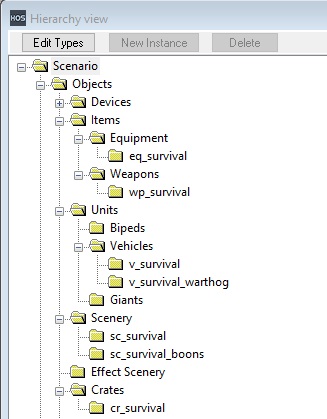 HOS Hierarchy view
Edit Types New Instance Delete
Scenario
Objects
Devices
Items
Equipment
eq_survival
Weapons
wp_survival
Units
Bipeds
Vehicles
v_survival
v_survival_warthog
Giants
Scenery
sc_survival
sc_survival_boons
Effect Scenery
Crates
cr_survival